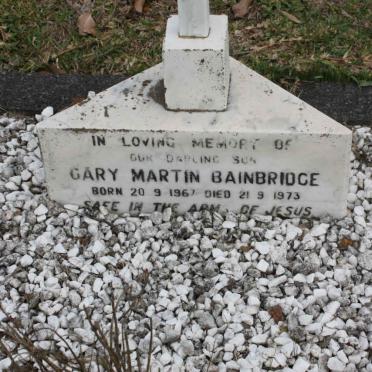 IN LOVING MEMORY OF
OUR DARLING SON
GARY MARTIN BAINBRIDGE
BORN 20 9 1967 DIED 21 9 1973
SAFE IN THE ARM OF JESUS